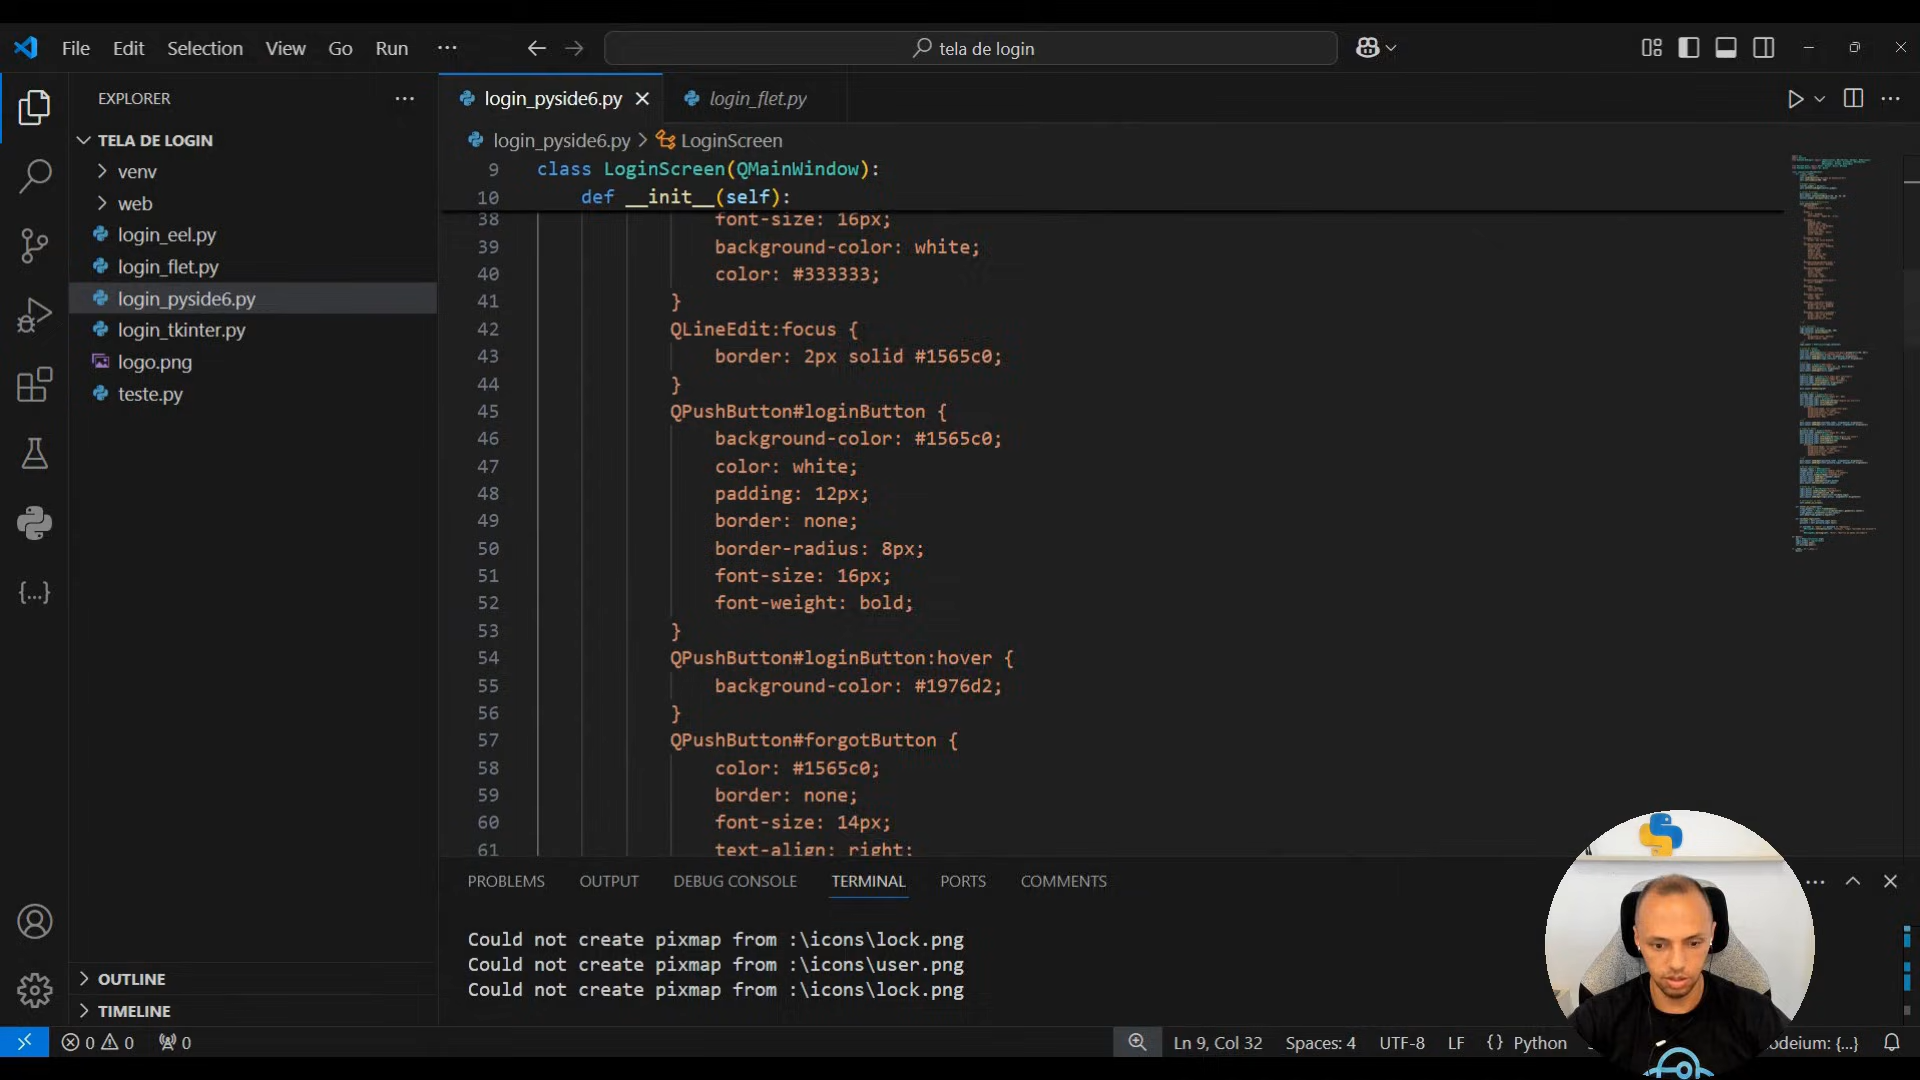 File Edit Selection View Go Run ···
tela de login
EXPLORER
TELA DE LOGIN
venv
web
login_eel.py
login_flet.py
login_pyside6.py
login_tkinter.py
logo.png
teste.py
OUTLINE
TIMELINE
login_pyside6.py
login_flet.py
login_pyside6.py > LoginScreen
9 class LoginScreen(QMainWindow):
10 def __init__(self):
38 font-size: 16px;
39 background-color: white;
40 color: #333333;
41 }
42 QLineEdit:focus {
43 border: 2px solid #1565c0;
44 }
45 QPushButton#loginButton {
46 background-color: #1565c0;
47 color: white;
48 padding: 12px;
49 border: none;
50 border-radius: 8px;
51 font-size: 16px;
52 font-weight: bold;
53 }
54 QPushButton#loginButton:hover {
55 background-color: #1976d2;
56 }
57 QPushButton#forgotButton {
58 color: #1565c0;
59 border: none;
60 font-size: 14px;
61 text-align: right;
PROBLEMS OUTPUT DEBUG CONSOLE TERMINAL PORTS COMMENTS
Could not create pixmap from :\icons\lock.png
Could not create pixmap from :\icons\user.png
Could not create pixmap from :\icons\lock.png
0 0 0 Ln 9, Col 32 Spaces: 4 UTF-8 LF {} Python odeium: {...}